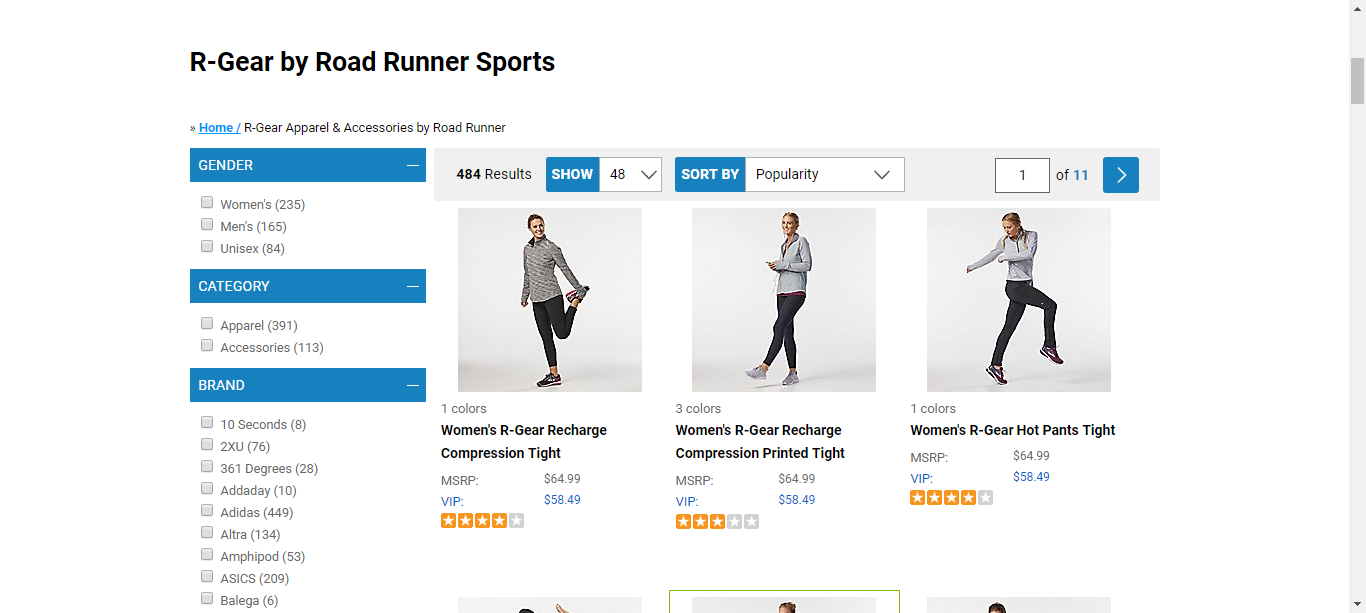 R-Gear by Road Runner Sports
» Home / R-Gear Apparel & Accessories by Road Runner
GENDER
Women's (235)
Men's (165)
Unisex (84)
CATEGORY
Apparel (391)
Accessories (113)
BRAND
10 Seconds (8)
2XU (76)
361 Degrees (28)
Addaday (10)
Adidas (449)
Altra (134)
Amphipod (53)
ASICS (209)
Balega (6)
484 Results SHOW 48 SORT BY Popularity 1 of 11
1 colors
Women's R-Gear Recharge
Compression Tight
MSRP: $64.99
VIP: $58.49
3 colors
Women's R-Gear Recharge
Compression Printed Tight
MSRP: $64.99
VIP: $58.49
1 colors
Women's R-Gear Hot Pants Tight
MSRP: $64.99
VIP: $58.49